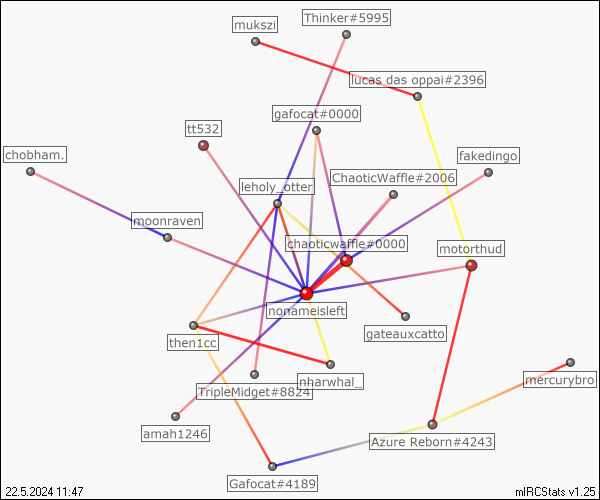 Thinker#5995
mukszi
lucas das oppai#2396
gafocat#0000
tt532
chobham.
fakedingo
ChaoticWaffle#2006
leholy_otter
moonraven
chaoticwaffle#0000
motorthud
nonameisleft
gateauxcatto
then1cc
nharwhal_
mercurybro
TripleMidget#8824
amah1246
Azure Reborn#4243
Gafocat#4189
22.5.2024 11:47
mIRCStats v1.25